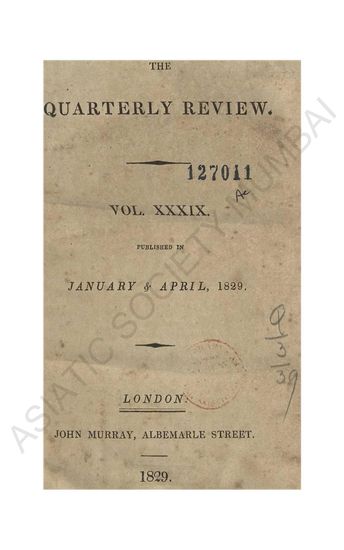 THE
QUARTERLY REVIEW.
127011
VOL. XXXIX.
PUBLISHED IN
JANUARY & APRIL, 1829.
LONDON:
JOHN MURRAY, ALBEMARLE STREET.
1829.
ASIATIC SOCIETY, MUMBAI